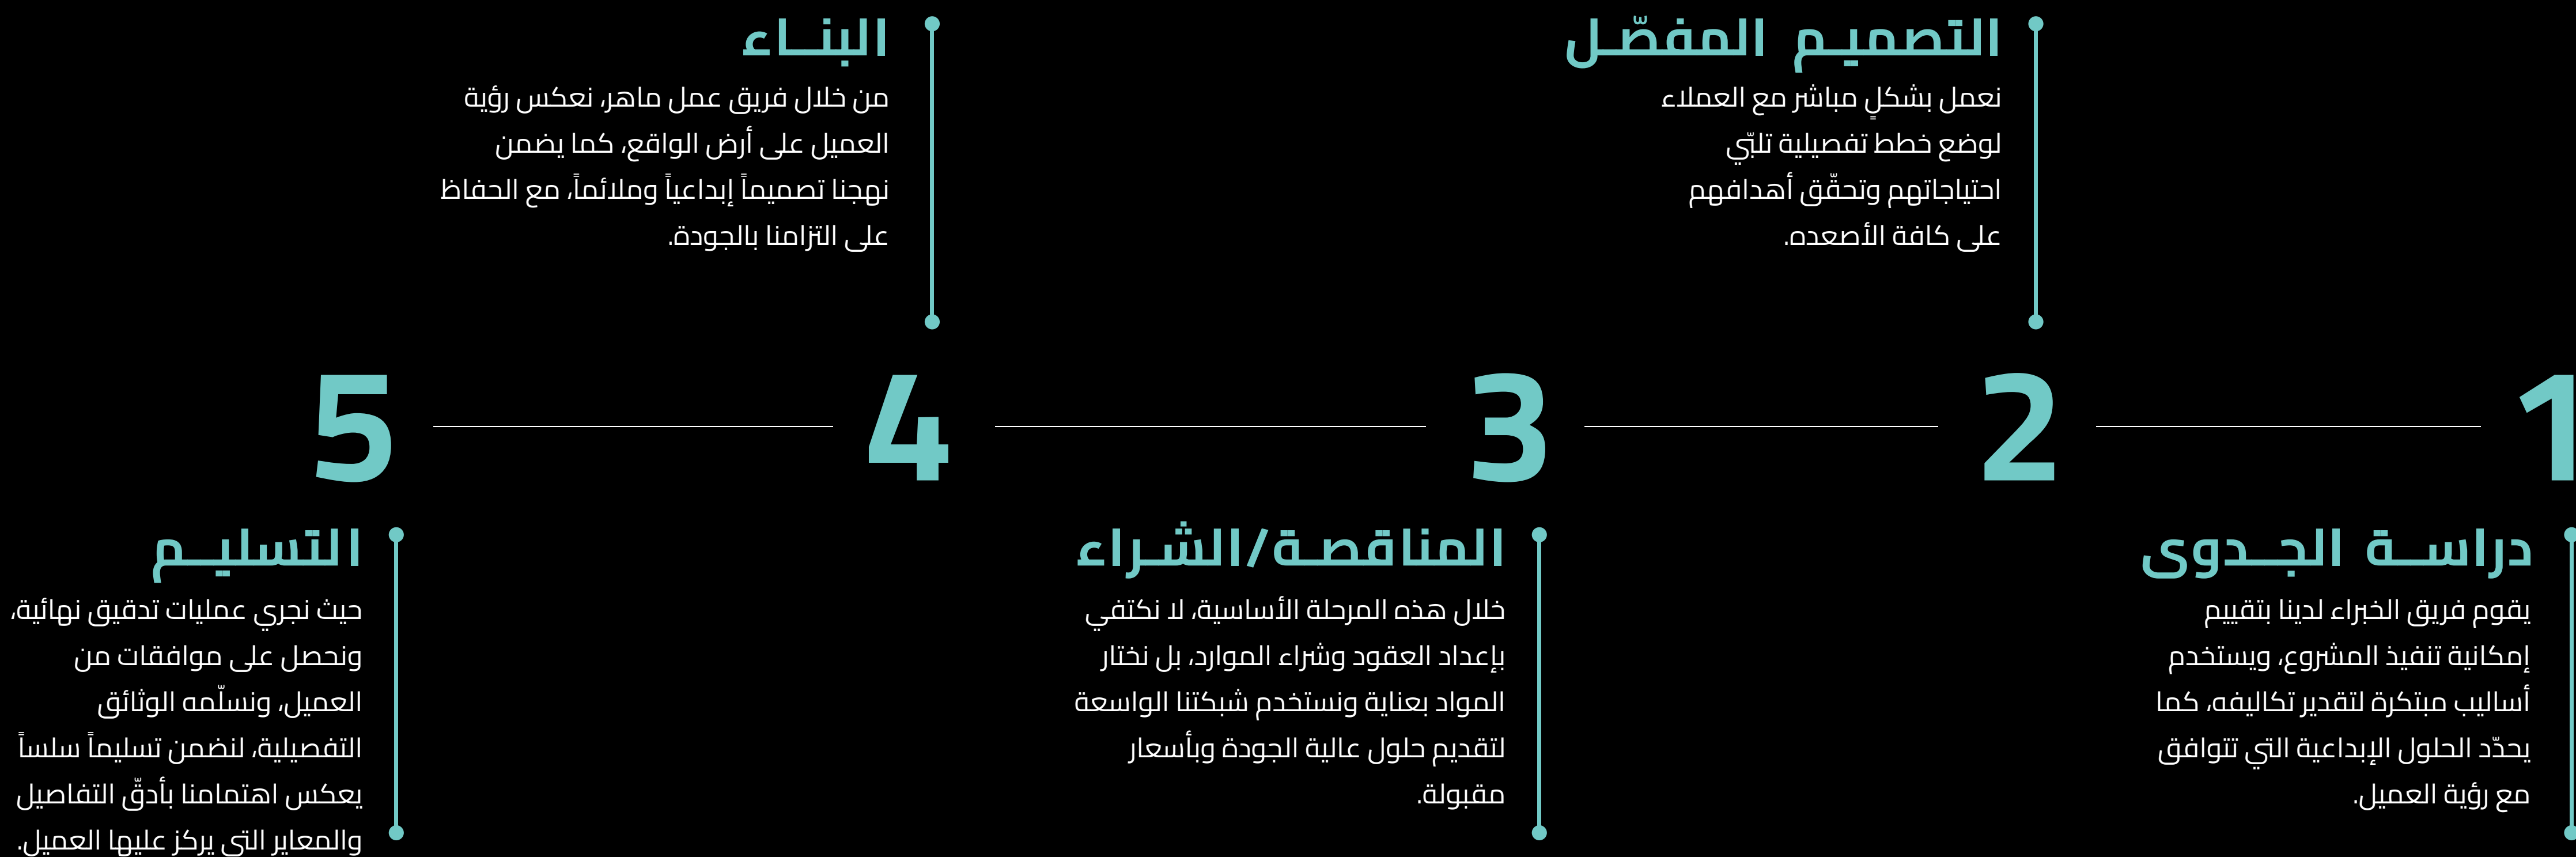 1
دراسة الجدوى
يقوم فريق الخبراء لدينا بتقييم
إمكانية تنفيذ المشروع، ويستخدم
أساليب مبتكرة لتقدير تكاليفه، كما
يحدّد الحلول الإبداعية التي تتوافق
مع رؤية العميل.
2
التصميم المفصّل
نعمل بشكلٍ مباشر مع العملاء
لوضع خطط تفصيلية تلبّي
احتياجاتهم وتحقّق أهدافهم
على كافة الأصعده.
3
المناقصة/الشراء
خلال هذه المرحلة الأساسية، لا نكتفي
بإعداد العقود وشراء الموارد، بل نختار
المواد بعناية ونستخدم شبكتنا الواسعة
لتقديم حلول عالية الجودة وبأسعار
مقبولة.
4
البناء
من خلال فريق عمل ماهر، نعكس رؤية
العميل على أرض الواقع، كما يضمن
نهجنا تصميماً إبداعياً وملائماً، مع الحفاظ
على التزامنا بالجودة.
5
التسليم
حيث نجري عمليات تدقيق نهائية،
ونحصل على موافقات من
العميل، ونسلّمه الوثائق
التفصيلية، لنضمن تسليماً سلساً
يعكس اهتمامنا بأدقّ التفاصيل
والمعاير التي يركز عليها العميل.